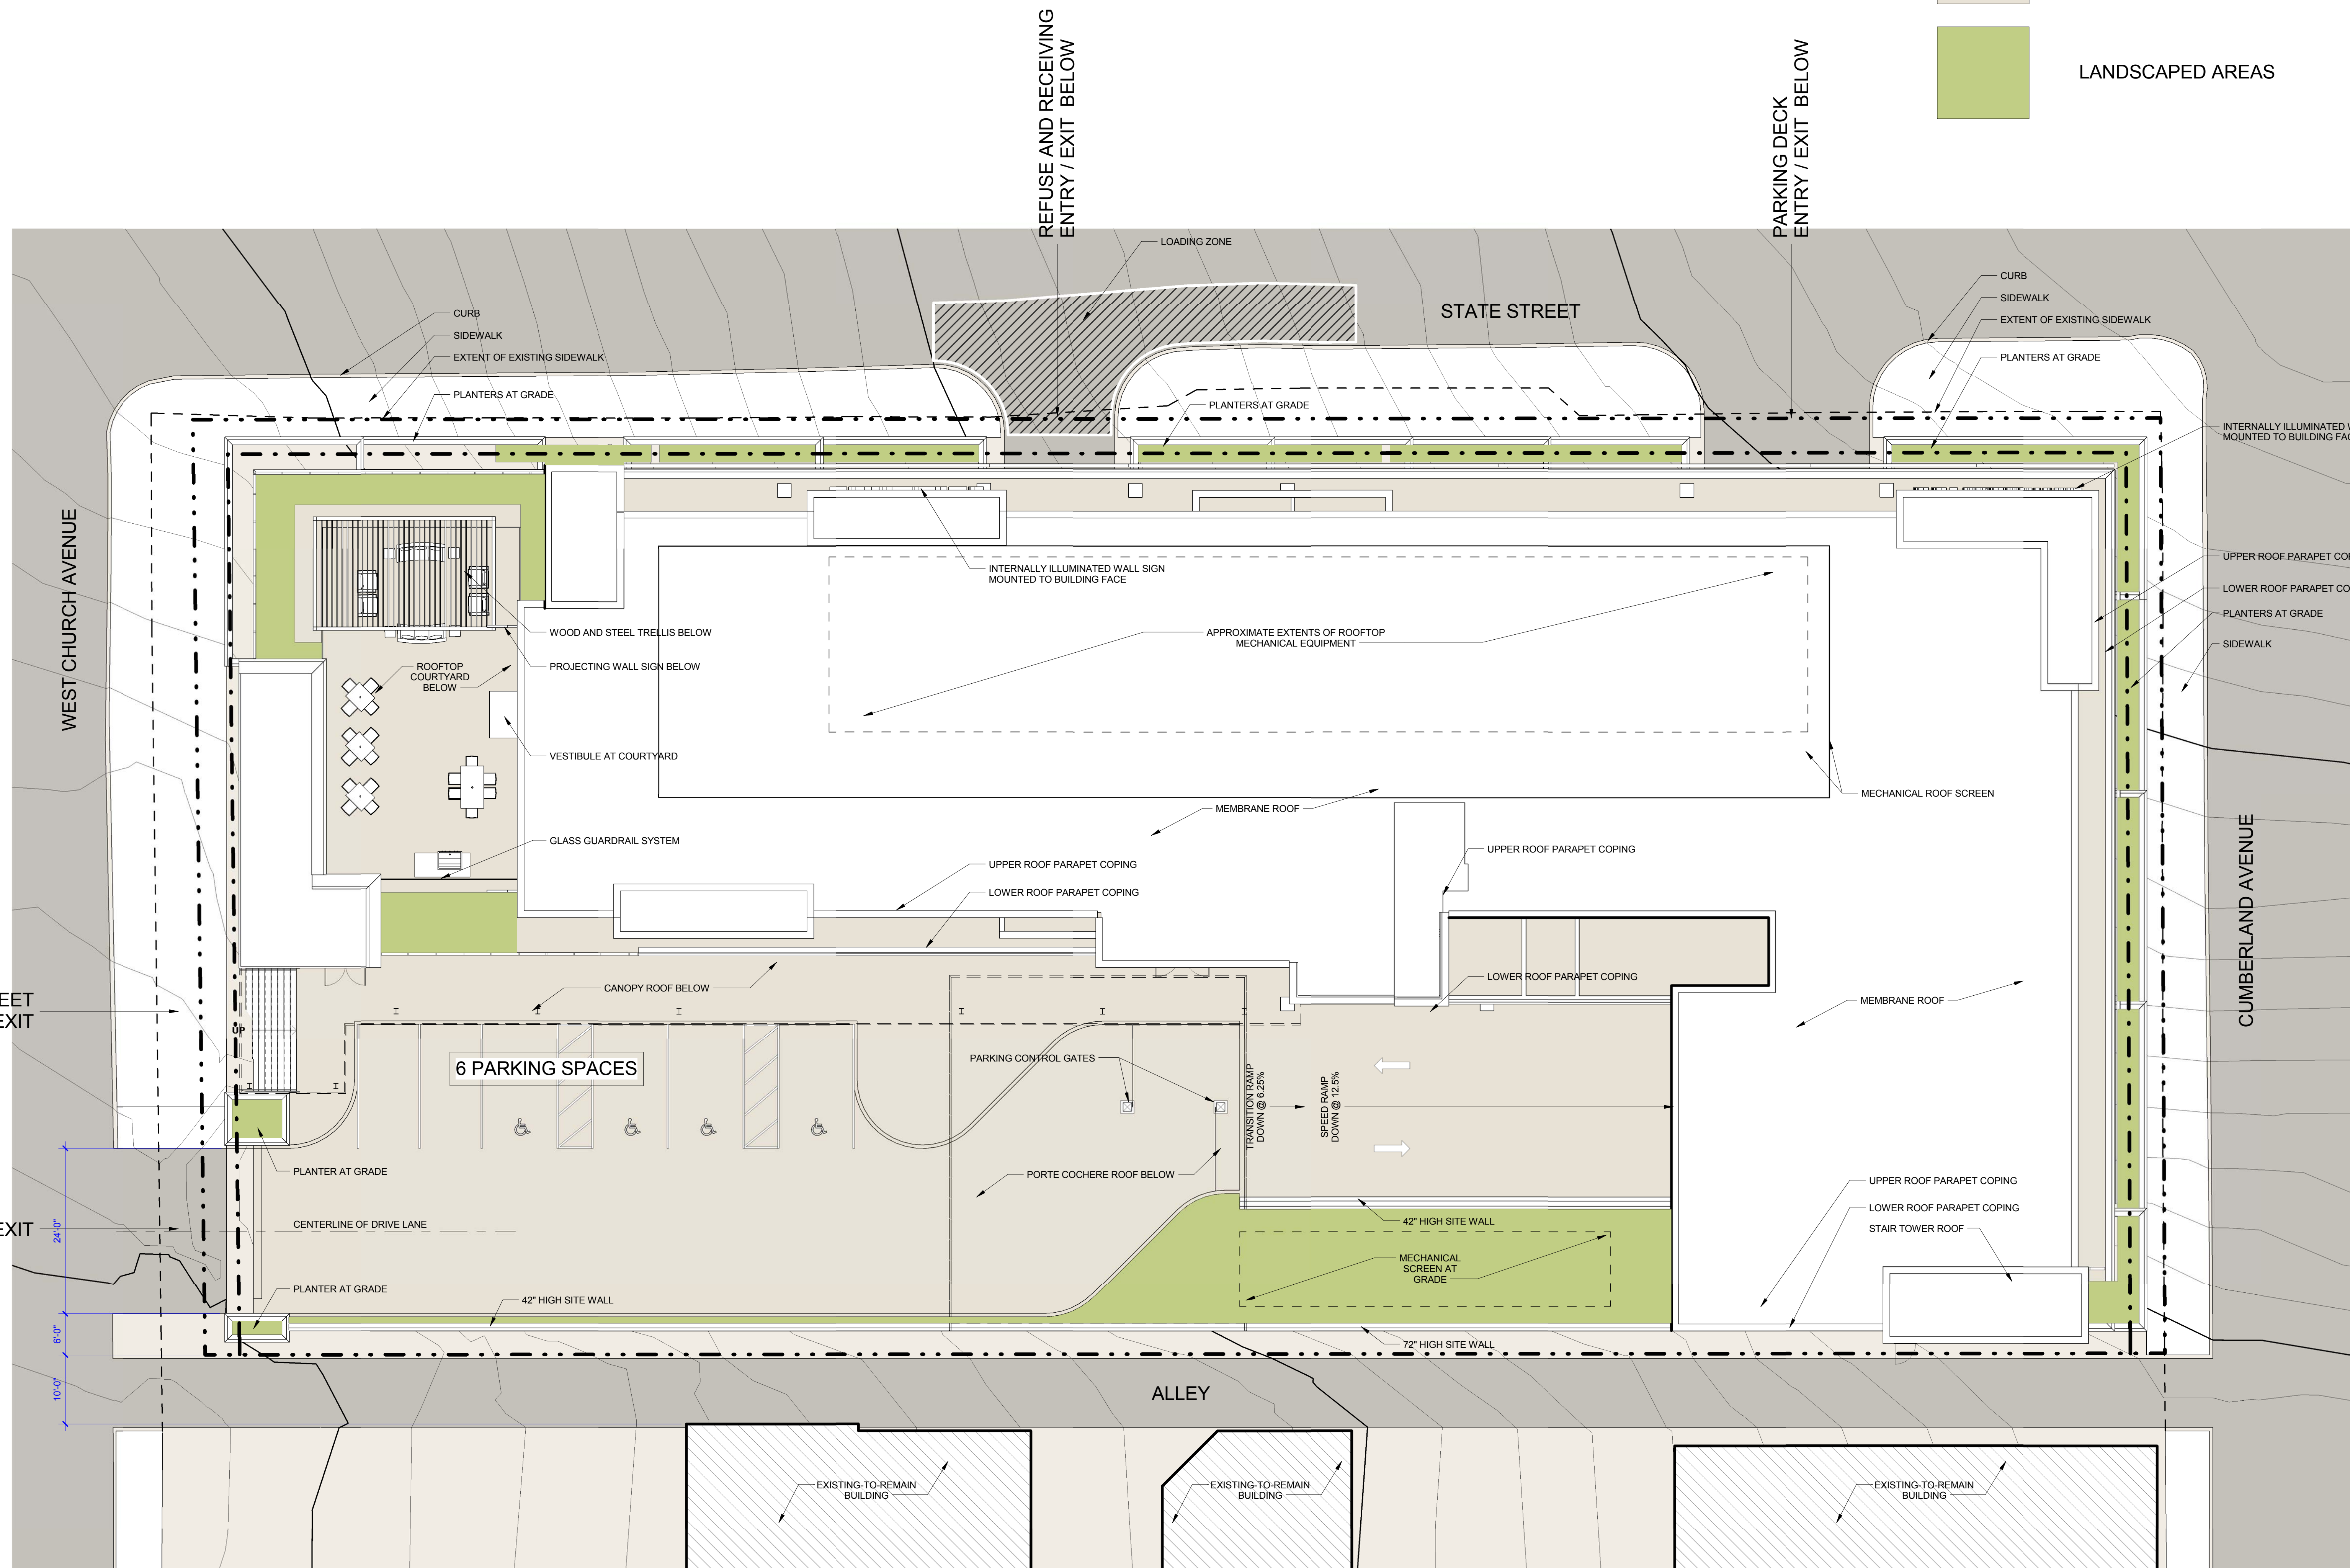 LANDSCAPED AREAS
REFUSE AND RECEIVING
ENTRY / EXIT BELOW
PARKING DECK
ENTRY / EXIT BELOW
LOADING ZONE
STATE STREET
CURB
SIDEWALK
EXTENT OF EXISTING SIDEWALK
PLANTERS AT GRADE
PLANTERS AT GRADE
CURB
SIDEWALK
EXTENT OF EXISTING SIDEWALK
PLANTERS AT GRADE
INTERNALLY ILLUMINATED
MOUNTED TO BUILDING
UPPER ROOF PARAPET
LOWER ROOF PARAPET
PLANTERS AT GRADE
SIDEWALK
WEST CHURCH AVENUE
INTERNALLY ILLUMINATED WALL SIGN
MOUNTED TO BUILDING FACE
WOOD AND STEEL TRELLIS BELOW
PROJECTING WALL SIGN BELOW
ROOFTOP
COURTYARD
BELOW
APPROXIMATE EXTENTS OF ROOFTOP
MECHANICAL EQUIPMENT
VESTIBULE AT COURTYARD
MECHANICAL ROOF SCREEN
MEMBRANE ROOF
GLASS GUARDRAIL SYSTEM
UPPER ROOF PARAPET COPING
UPPER ROOF PARAPET COPING
LOWER ROOF PARAPET COPING
CUMBERLAND AVENUE
LOWER ROOF PARAPET COPING
CANOPY ROOF BELOW
MEMBRANE ROOF
EXIT
UP
6 PARKING SPACES
PARKING CONTROL GATES
TRANSITION RAMP
DOWN @ 6.25%
SPEED RAMP
DOWN @ 12.5%
PLANTER AT GRADE
PORTE COCHERE ROOF BELOW
UPPER ROOF PARAPET COPING
LOWER ROOF PARAPET COPING
STAIR TOWER ROOF
EXIT
24'-0"
CENTERLINE OF DRIVE LANE
42" HIGH SITE WALL
MECHANICAL
SCREEN AT
GRADE
PLANTER AT GRADE
42" HIGH SITE WALL
6'-0"
72" HIGH SITE WALL
10'-0"
ALLEY
EXISTING-TO-REMAIN
BUILDING
EXISTING-TO-REMAIN
BUILDING
EXISTING-TO-REMAIN
BUILDING